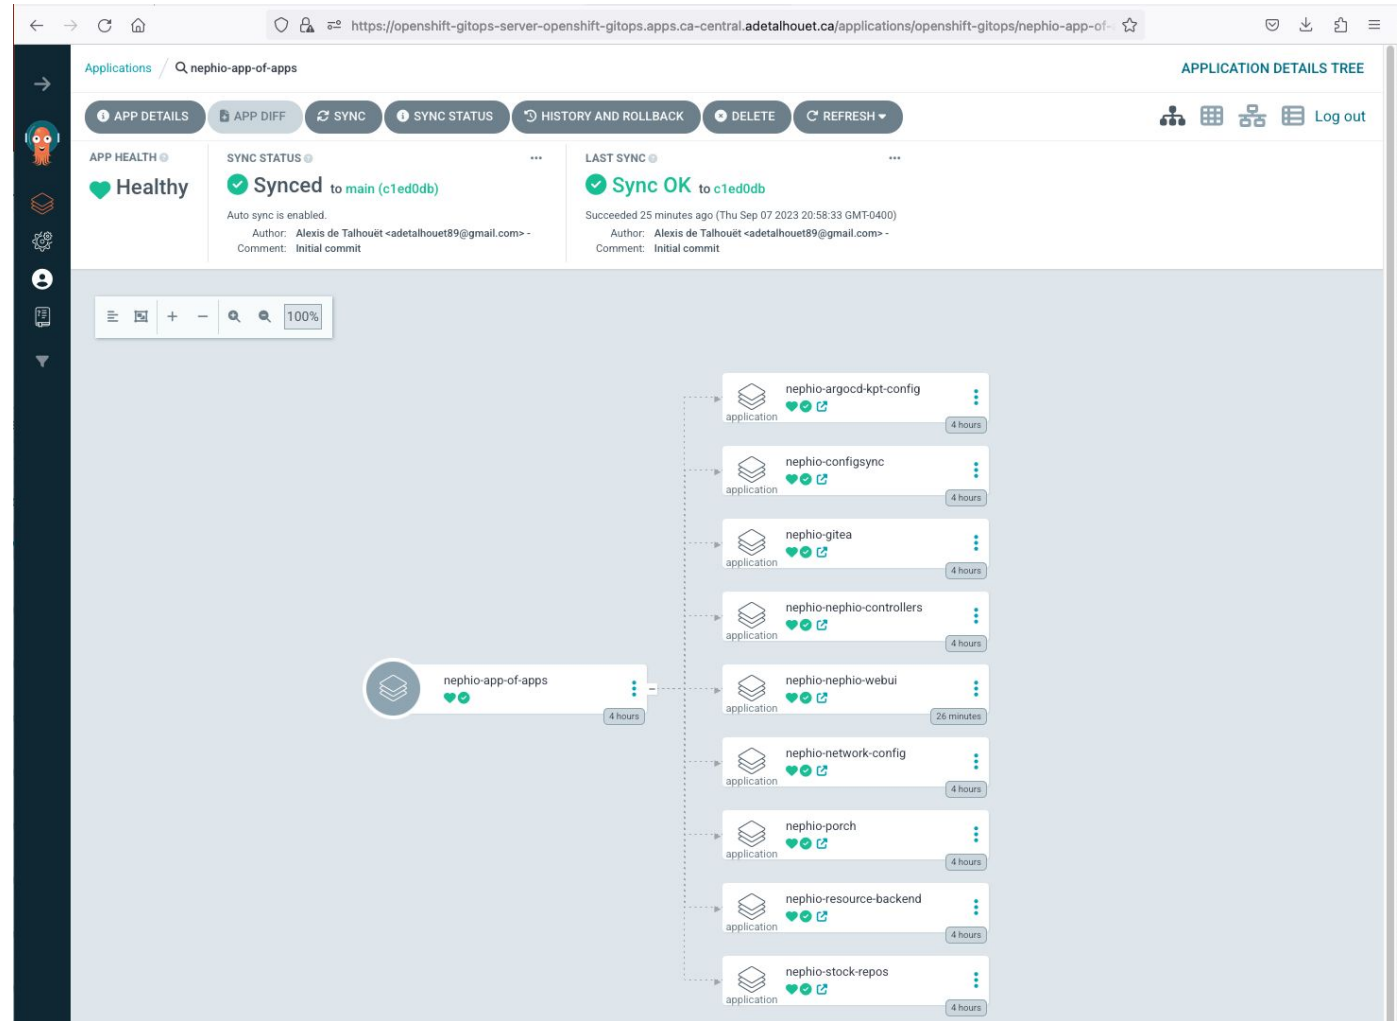 https://openshift-gitops-server-openshift-gitops.apps.ca-central.adetalhouet.ca/applications/openshift-gitops/nephio-app-of-
Applications / nephio-app-of-apps
APPLICATION DETAILS TREE
APP DETAILS APP DIFF SYNC SYNC STATUS HISTORY AND ROLLBACK DELETE REFRESH
Log out
APP HEALTH
Healthy
SYNC STATUS
Synced to main (c1ed0db)
Auto sync is enabled.
Author: Alexis de Talhouët <adetalhouet89@gmail.com> -
Comment: Initial commit
LAST SYNC
Sync OK to c1ed0db
Succeeded 25 minutes ago (Thu Sep 07 2023 20:58:33 GMT-0400)
Author: Alexis de Talhouët <adetalhouet89@gmail.com> -
Comment: Initial commit
100%
nephio-app-of-apps
4 hours
nephio-argocd-kpt-config
application
4 hours
nephio-configsync
application
4 hours
nephio-gitea
application
4 hours
nephio-nephio-controllers
application
4 hours
nephio-nephio-webui
application
26 minutes
nephio-network-config
application
4 hours
nephio-porch
application
4 hours
nephio-resource-backend
application
4 hours
nephio-stock-repos
application
4 hours